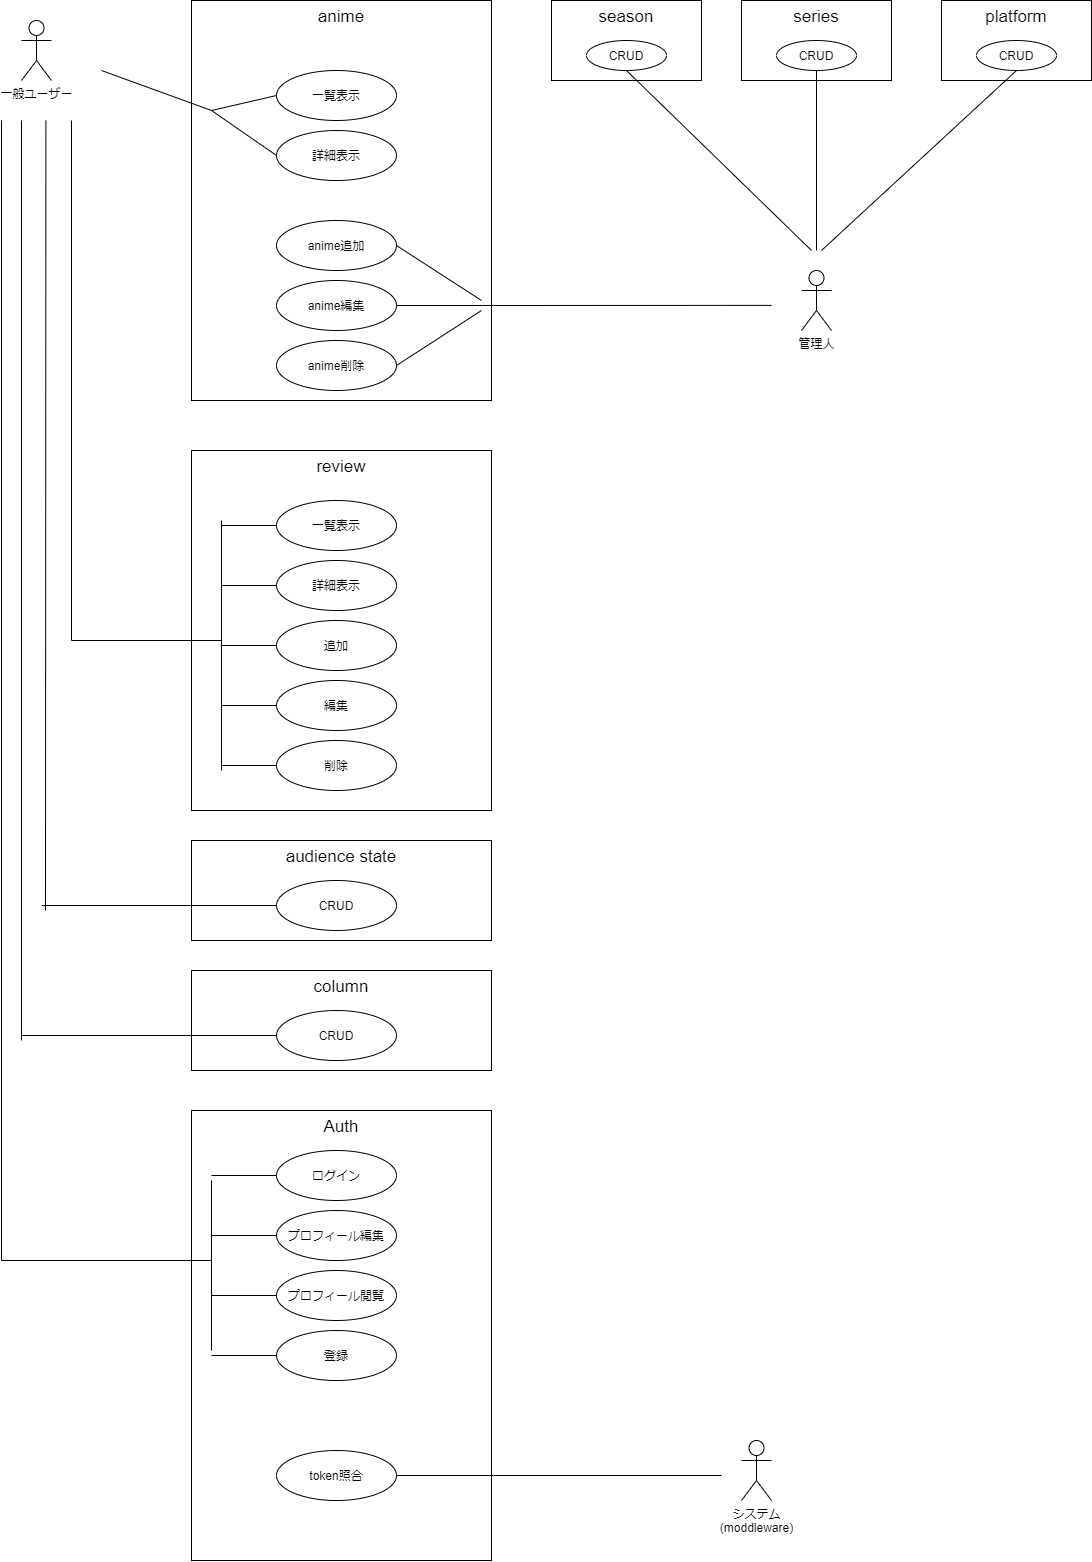 一般ユーザー
anime
一覧表示
詳細表示
anime追加
anime編集
anime削除
season
CRUD
series
CRUD
platform
CRUD
管理人
review
一覧表示
詳細表示
追加
編集
削除
audience state
CRUD
column
CRUD
Auth
ログイン
プロフィール編集
プロフィール閲覧
登録
token照合
システム
(moddleware)